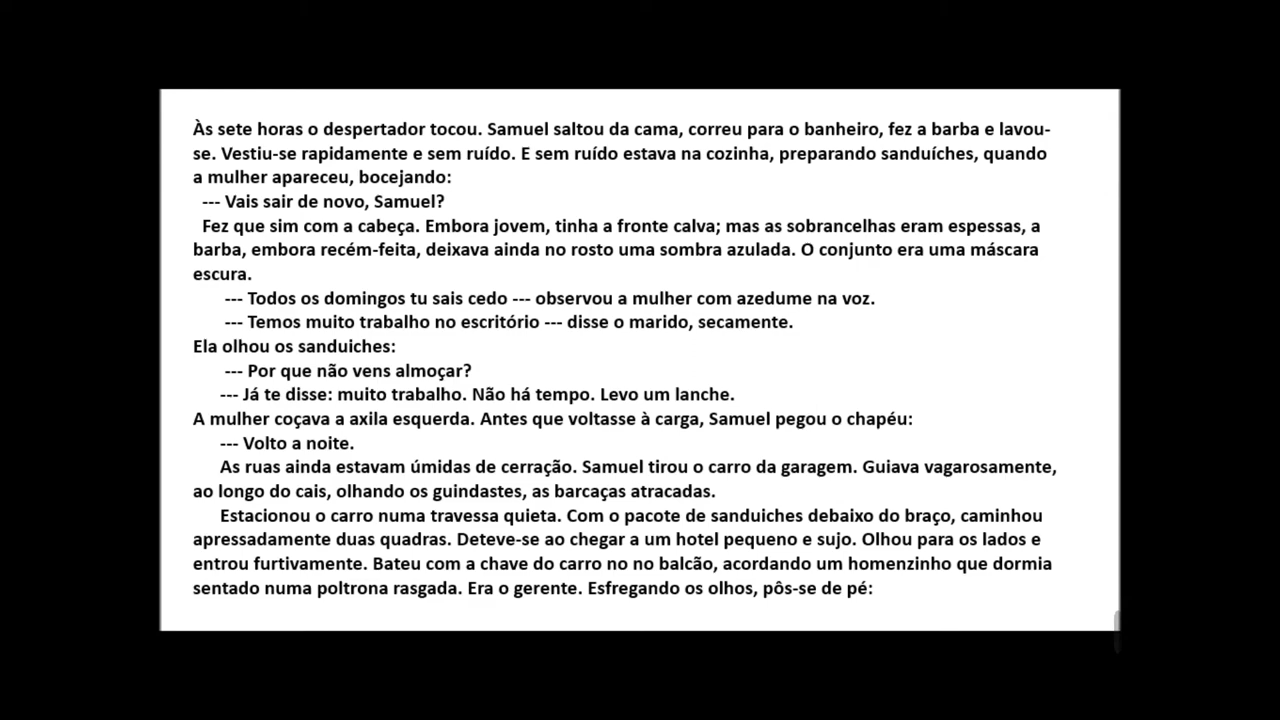 Às sete horas o despertador tocou. Samuel saltou da cama, correu para o banheiro, fez a barba e lavou-
se. Vestiu-se rapidamente e sem ruído. E sem ruído estava na cozinha, preparando sanduíches, quando
a mulher apareceu, bocejando:
--- Vais sair de novo, Samuel?
Fez que sim com a cabeça. Embora jovem, tinha a fronte calva; mas as sobrancelhas eram espessas, a
barba, embora recém-feita, deixava ainda no rosto uma sombra azulada. O conjunto era uma máscara
escura.
--- Todos os domingos tu sais cedo --- observou a mulher com azedume na voz.
--- Temos muito trabalho no escritório --- disse o marido, secamente.
Ela olhou os sanduiches:
--- Por que não vens almoçar?
--- Já te disse: muito trabalho. Não há tempo. Levo um lanche.
A mulher coçava a axila esquerda. Antes que voltasse à carga, Samuel pegou o chapéu:
--- Volto a noite.
As ruas ainda estavam úmidas de cerração. Samuel tirou o carro da garagem. Guiava vagarosamente,
ao longo do cais, olhando os guindastes, as barcaças atracadas.
Estacionou o carro numa travessa quieta. Com o pacote de sanduiches debaixo do braço, caminhou
apressadamente duas quadras. Deteve-se ao chegar a um hotel pequeno e sujo. Olhou para os lados e
entrou furtivamente. Bateu com a chave do carro no no balcão, acordando um homenzinho que dormia
sentado numa poltrona rasgada. Era o gerente. Esfregando os olhos, pôs-se de pé: